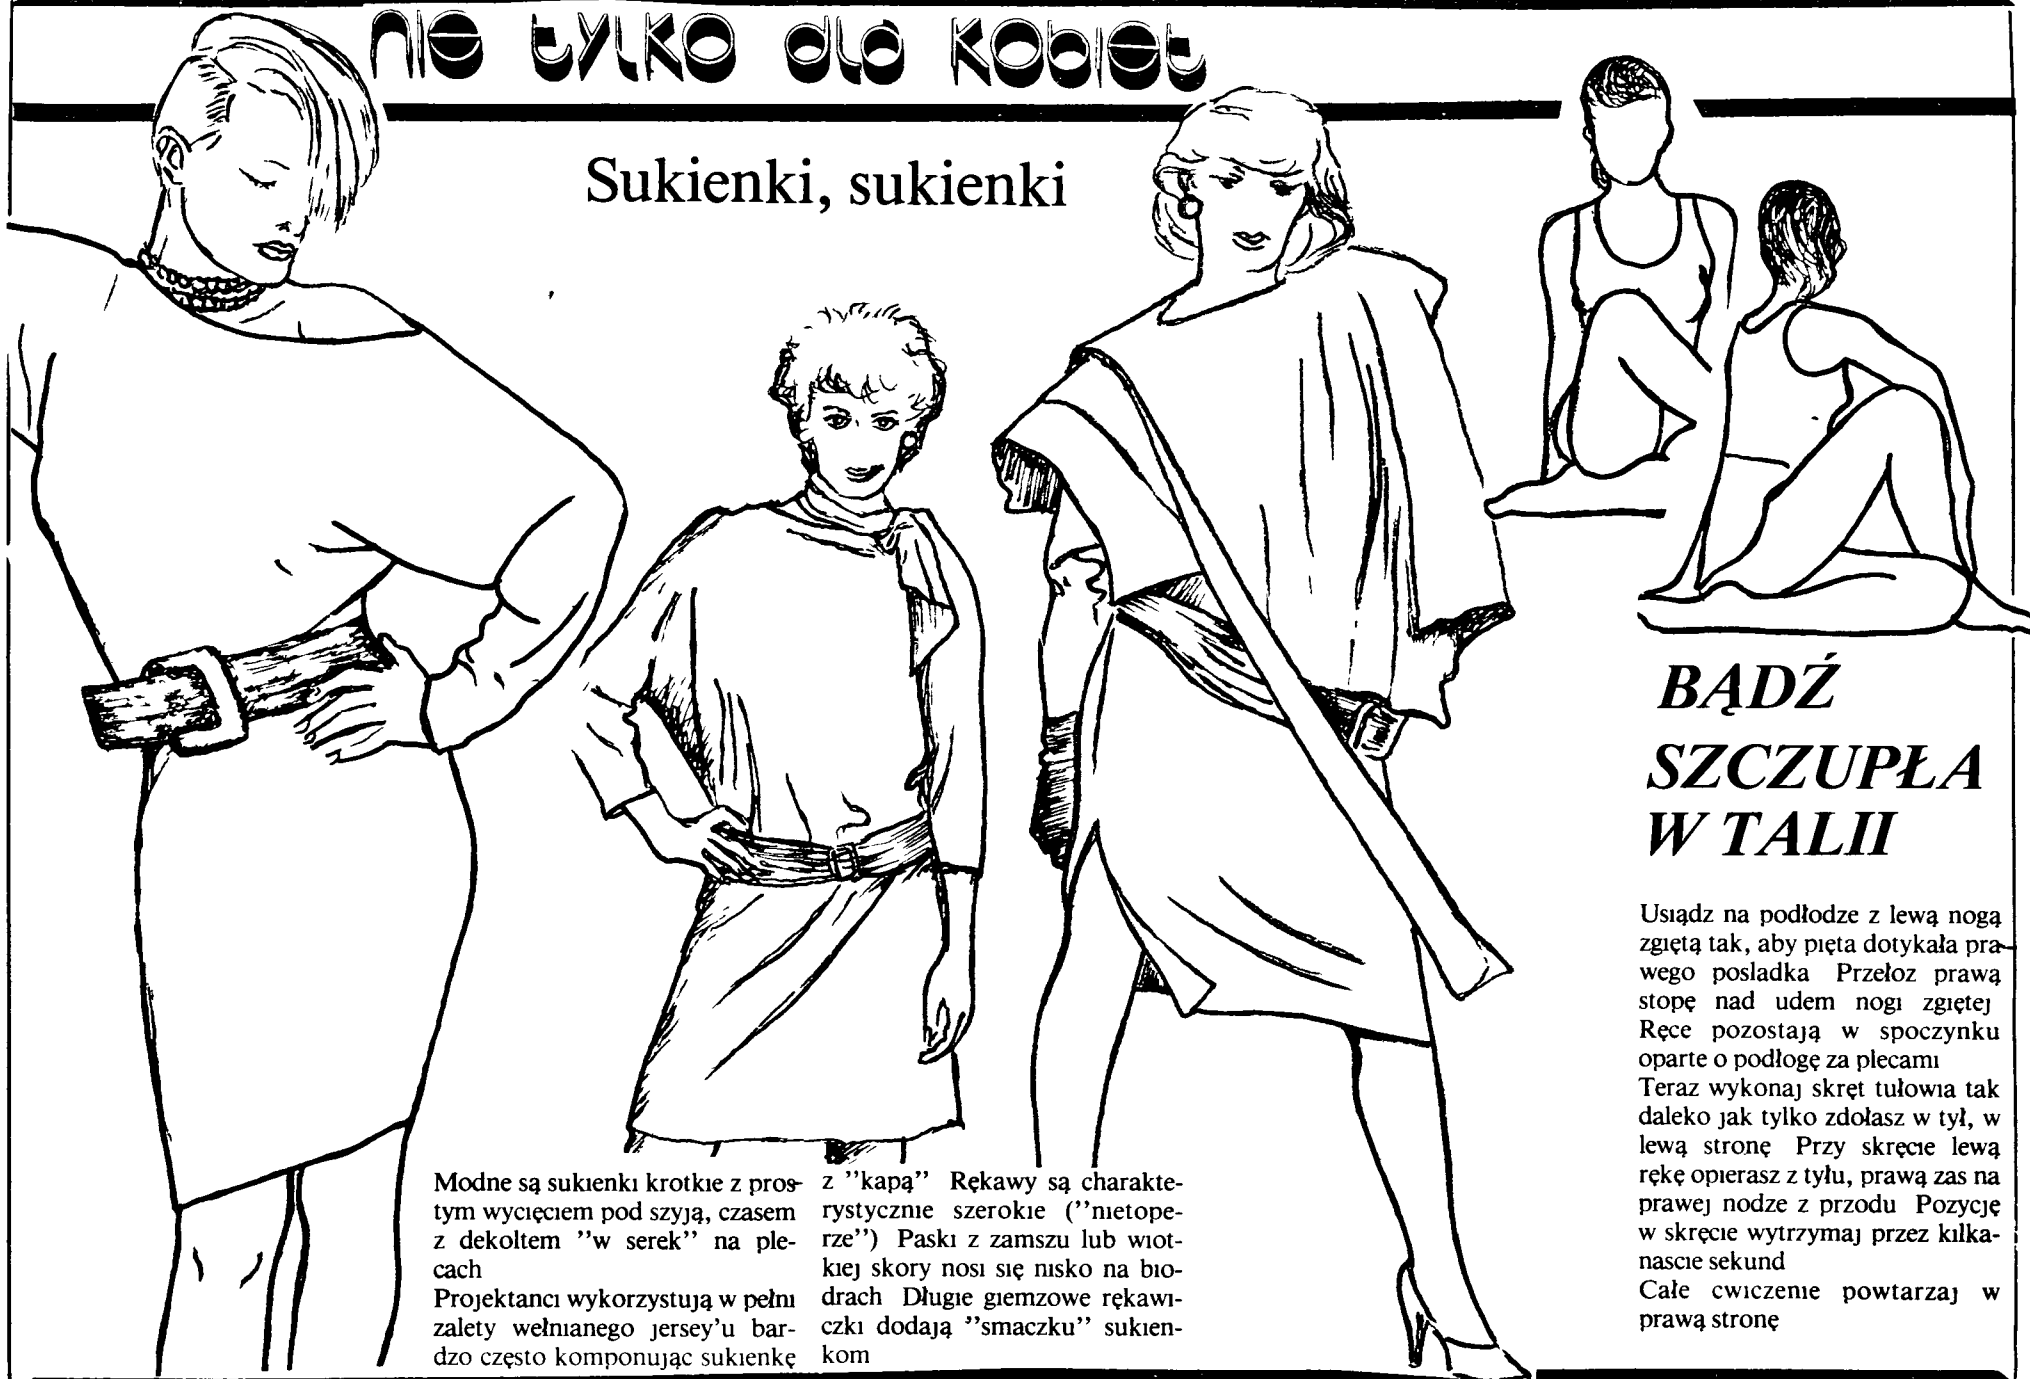 nie tylko dla kobiet
Sukienki, sukienki
Modne są sukienki krotkie z pros-
tym wycięciem pod szyją, czasem
z dekoltem ”w serek” na ple-
cach
Projektanci wykorzystują w pełni
zalety wełnianego jersey’u bar-
dzo często komponując sukienkę
z ”kapą” Rękawy są charakte-
rystycznie szerokie (”nietope-
rze”) Paski z zamszu lub wiot-
kiej skory nosi się nisko na bio-
drach Długie giemzowe rękawi-
czki dodają ”smaczku” sukien-
kom
BĄDŹ
SZCZUPŁA
W TALII
Usiądz na podłodze z lewą nogą
zgiętą tak, aby pięta dotykała pra-
wego posladka Przełoz prawą
stopę nad udem nogi zgiętej
Ręce pozostają w spoczynku
oparte o podłogę za plecami
Teraz wykonaj skręt tułowia tak
daleko jak tylko zdołasz w tył, w
lewą stronę Przy skręcie lewą
rękę opierasz z tyłu, prawą zas na
prawej nodze z przodu Pozycję
w skręcie wytrzymaj przez kilka-
nascie sekund
Całe cwiczenie powtarzaj w
prawą stronę